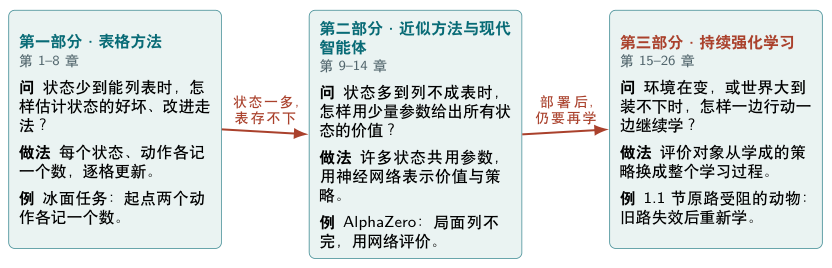 第一部分 · 表格方法
第 1–8 章
问 状态少到能列表时，怎
样估计状态的好坏、改进走
法？
做法 每个状态、动作各记
一个数，逐格更新。
例 冰面任务：起点两个动
作各记一个数。
状态一多，
表存不下
第二部分 · 近似方法与现代
智能体
第 9–14 章
问 状态多到列不成表时，
怎样用少量参数给出所有状
态的价值？
做法 许多状态共用参数，
用神经网络表示价值与策
略。
例 AlphaZero：局面列不
完，用网络评价。
部署后，
仍要再学
第三部分 · 持续强化学习
第 15–26 章
问 环境在变，或世界大到
装不下时，怎样一边行动一
边继续学？
做法 评价对象从学成的策
略换成整个学习过程。
例 1.1 节原路受阻的动物：
旧路失效后重新学。